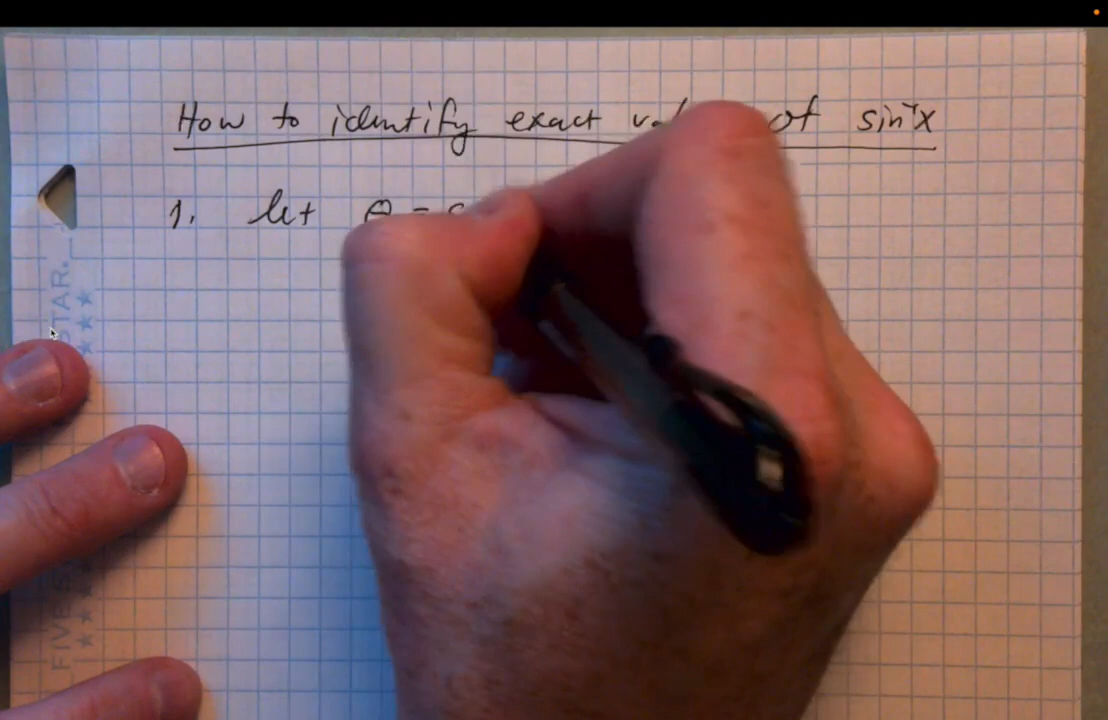 How to identify exact of sin⁻¹x
1. let θ =
STAR.
FIVE